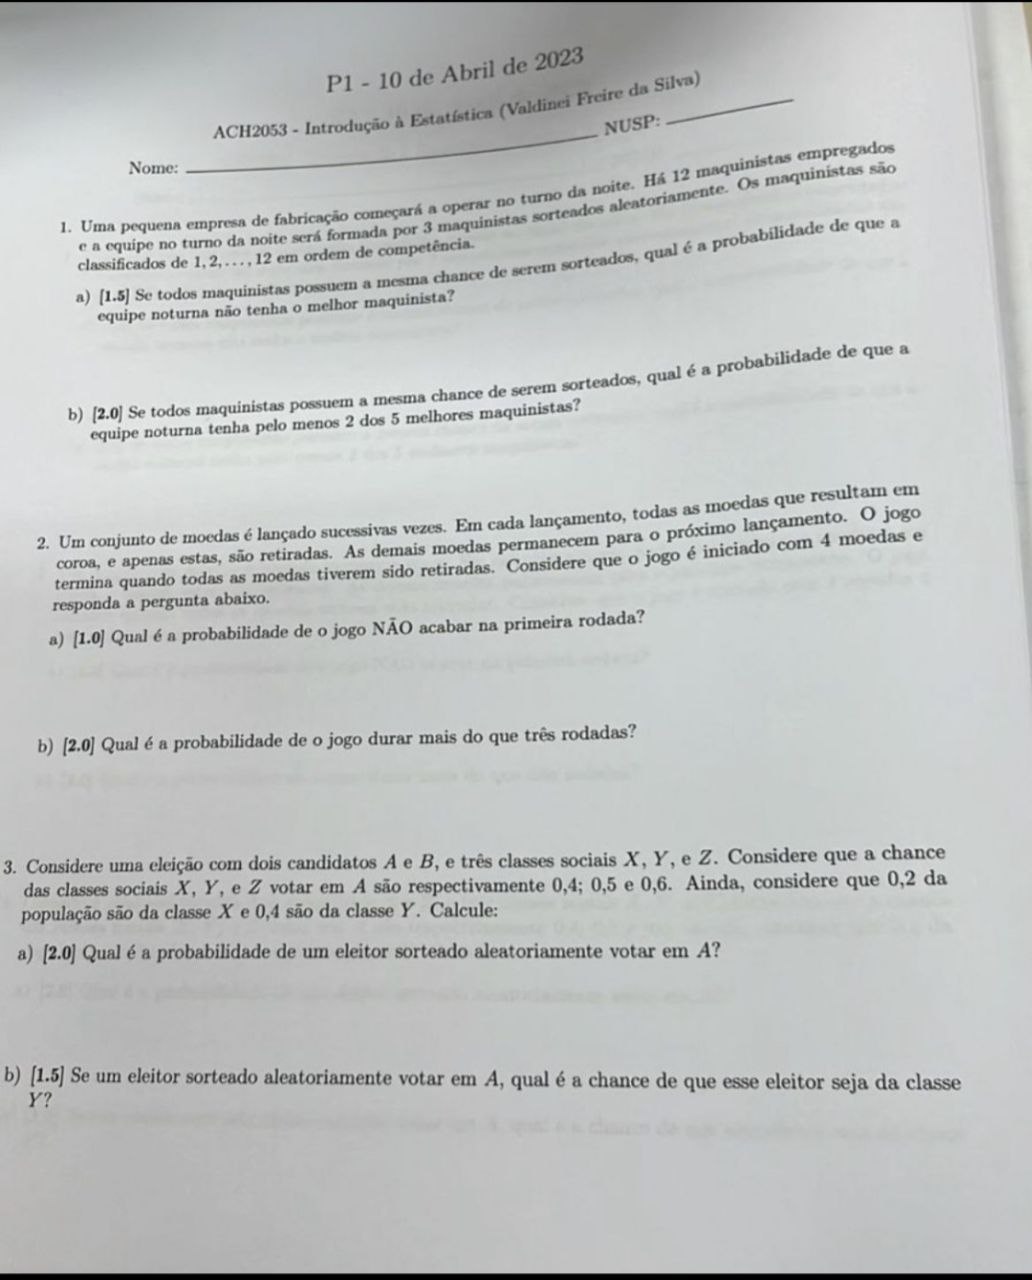 P1 - 10 de Abril de 2023
ACH2053 - Introdução à Estatística (Valdinei Freire da Silva)
Nome: NUSP:
1. Uma pequena empresa de fabricação começará a operar no turno da noite. Há 12 maquinistas empregados
e a equipe no turno da noite será formada por 3 maquinistas sorteados aleatoriamente. Os maquinistas são
classificados de 1, 2, . . . , 12 em ordem de competência.
a) [1.5] Se todos maquinistas possuem a mesma chance de serem sorteados, qual é a probabilidade de que a
equipe noturna não tenha o melhor maquinista?
b) [2.0] Se todos maquinistas possuem a mesma chance de serem sorteados, qual é a probabilidade de que a
equipe noturna tenha pelo menos 2 dos 5 melhores maquinistas?
2. Um conjunto de moedas é lançado sucessivas vezes. Em cada lançamento, todas as moedas que resultam em
coroa, e apenas estas, são retiradas. As demais moedas permanecem para o próximo lançamento. O jogo
termina quando todas as moedas tiverem sido retiradas. Considere que o jogo é iniciado com 4 moedas e
responda a pergunta abaixo.
a) [1.0] Qual é a probabilidade de o jogo NÃO acabar na primeira rodada?
b) [2.0] Qual é a probabilidade de o jogo durar mais do que três rodadas?
3. Considere uma eleição com dois candidatos A e B, e três classes sociais X, Y, e Z. Considere que a chance
das classes sociais X, Y, e Z votar em A são respectivamente 0,4; 0,5 e 0,6. Ainda, considere que 0,2 da
população são da classe X e 0,4 são da classe Y. Calcule:
a) [2.0] Qual é a probabilidade de um eleitor sorteado aleatoriamente votar em A?
b) [1.5] Se um eleitor sorteado aleatoriamente votar em A, qual é a chance de que esse eleitor seja da classe
Y?